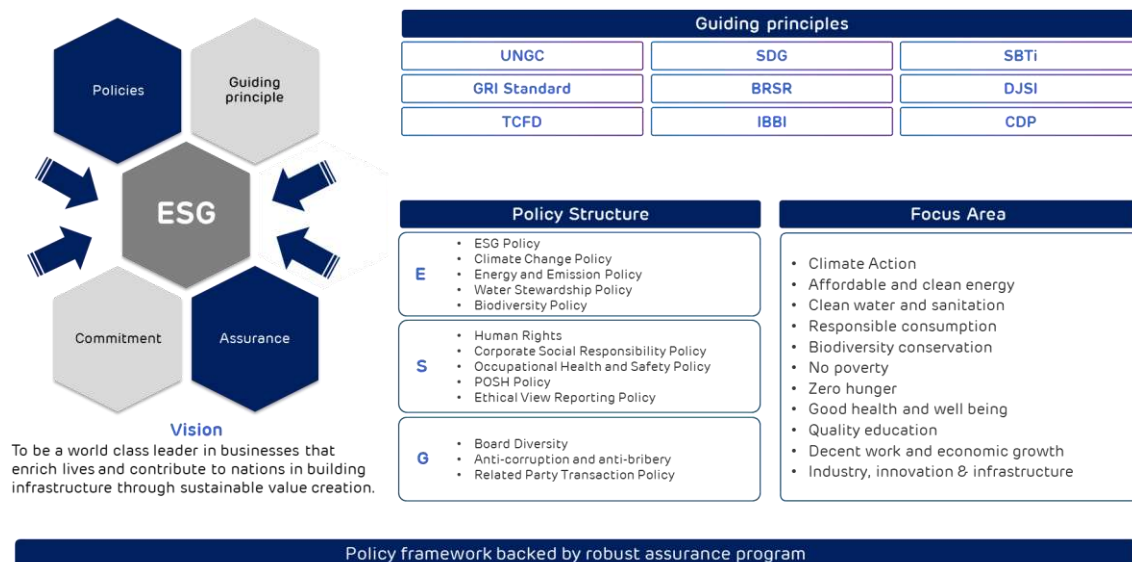 Policies
Guiding
principle
ESG
Commitment
Assurance
Vision
To be a world class leader in businesses that
enrich lives and contribute to nations in building
infrastructure through sustainable value creation.
Guiding principles
UNGC
SDG
SBTi
GRI Standard
BRSR
DJSI
TCFD
IBBI
CDP
Policy Structure
E
• ESG Policy
• Climate Change Policy
• Energy and Emission Policy
• Water Stewardship Policy
• Biodiversity Policy
S
• Human Rights
• Corporate Social Responsibility Policy
• Occupational Health and Safety Policy
• POSH Policy
• Ethical View Reporting Policy
G
• Board Diversity
• Anti-corruption and anti-bribery
• Related Party Transaction Policy
Focus Area
• Climate Action
• Affordable and clean energy
• Clean water and sanitation
• Responsible consumption
• Biodiversity conservation
• No poverty
• Zero hunger
• Good health and well being
• Quality education
• Decent work and economic growth
• Industry, innovation & infrastructure
Policy framework backed by robust assurance program